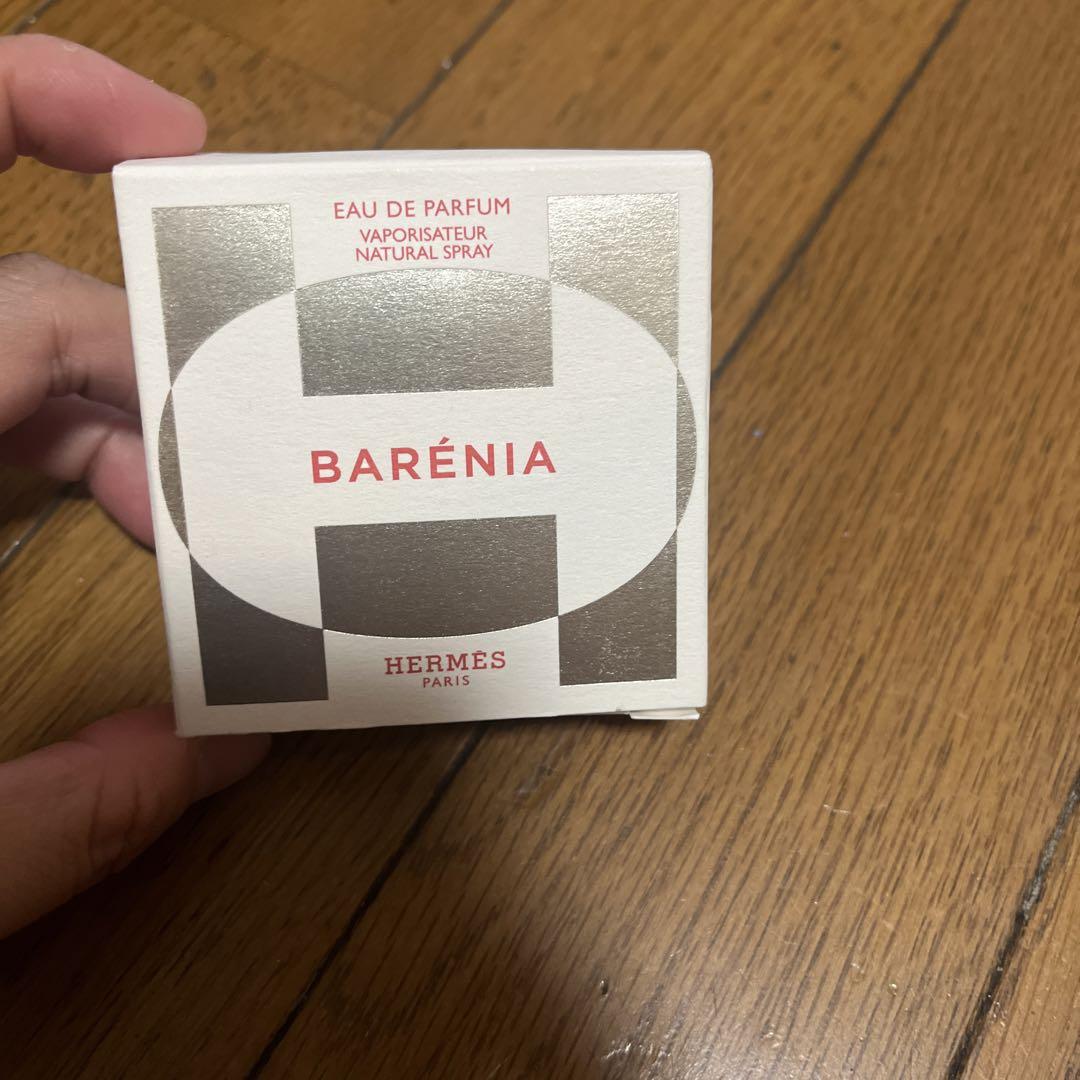 EAU DE PARFUM
VAPORISATEUR
NATURAL SPRAY
BARÉNIA
HERMÈS
PARIS